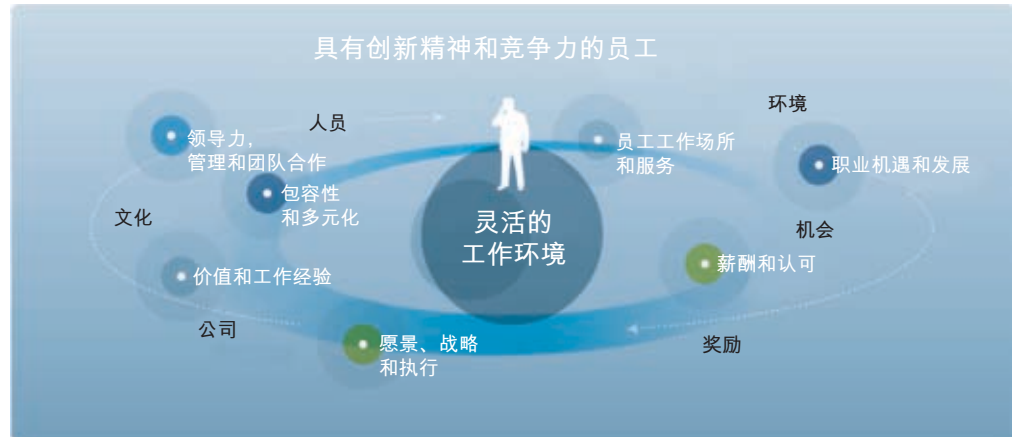 具有创新精神和竞争力的员工
人员
环境
领导力,
管理和团队合作
员工工作场所
和服务
职业机遇和发展
包容性
和多元化
文化
灵活的
工作环境
机会
价值和工作经验
薪酬和认可
公司
愿景、战略
和执行
奖励